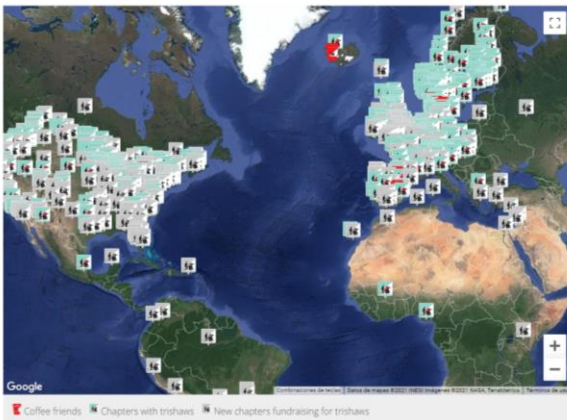 Google
Combinaciones de teclas
Datos de mapas ©2021 INEGI Imágenes ©2021 NASA, TerraMetrics
Términos de uso
Coffee friends
Chapters with trishaws
New chapters fundraising for trishaws